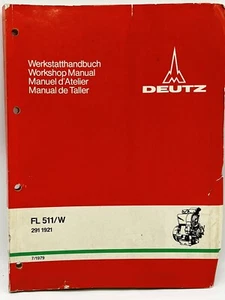 Werkstatthandbuch
Workshop Manual
Manuel d'Atelier
Manual de Taller
DEUTZ
FL 511/W
291 1921
7/1979